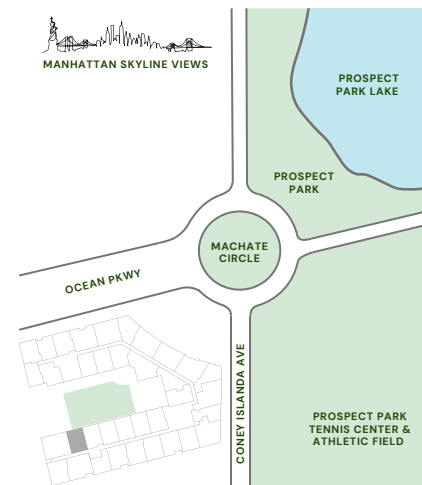 MANHATTAN SKYLINE VIEWS
PROSPECT
PARK LAKE
PROSPECT
PARK
MACHATE
CIRCLE
OCEAN PKWY
CONEY ISLANDA AVE
PROSPECT PARK
TENNIS CENTER &
ATHLETIC FIELD